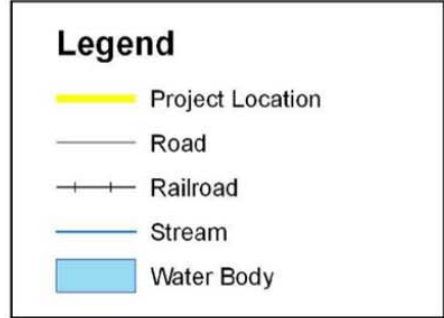 Legend
Project Location
Road
Railroad
Stream
Water Body